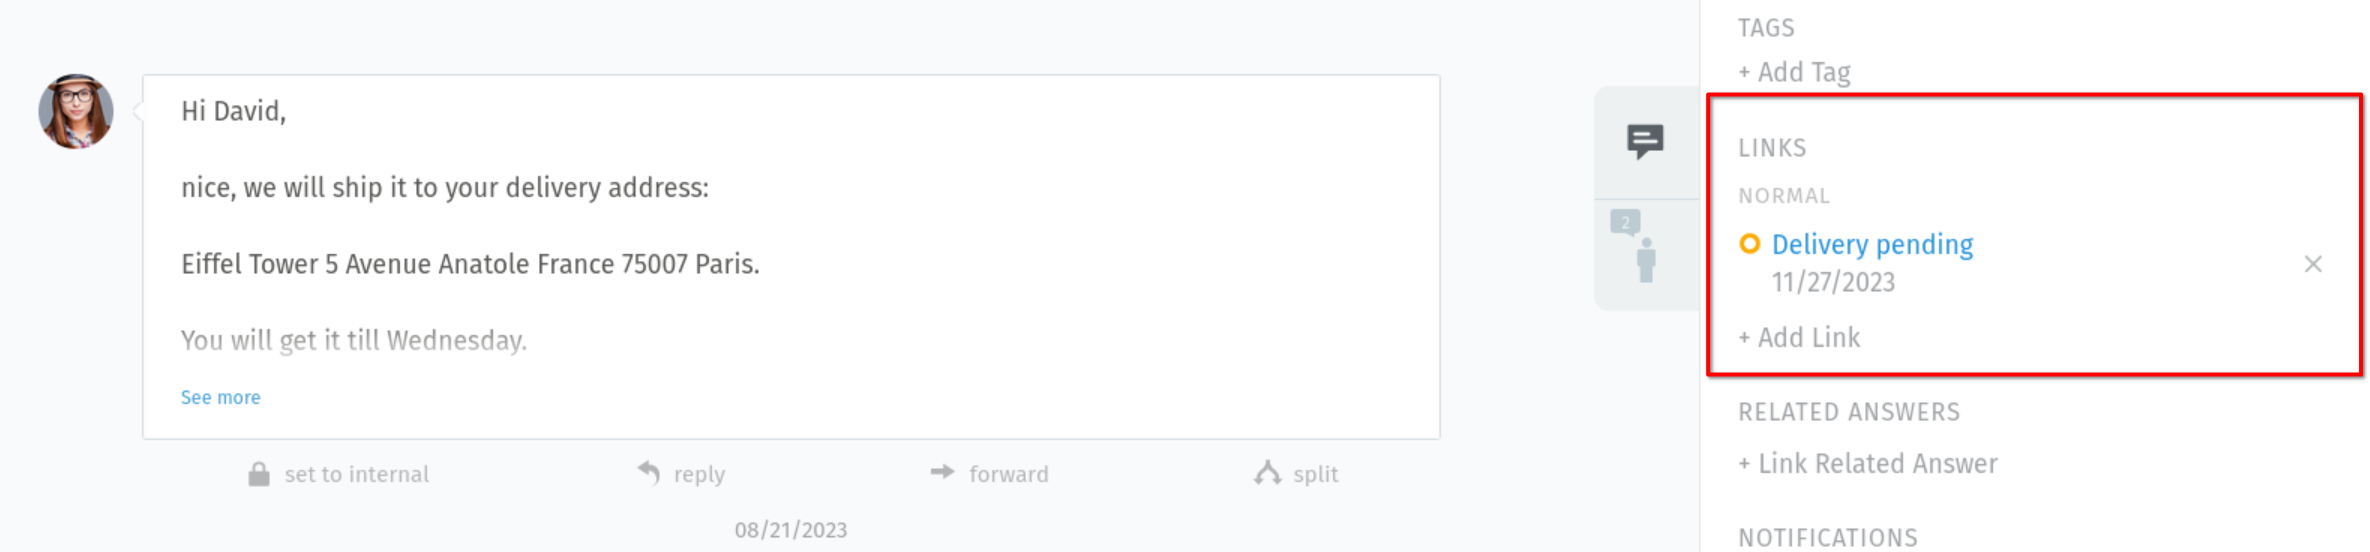 Hi David,
nice, we will ship it to your delivery address:
Eiffel Tower 5 Avenue Anatole France 75007 Paris.
You will get it till Wednesday.
See more
set to internal
reply
forward
split
08/21/2023
2
TAGS
+ Add Tag
LINKS
NORMAL
Delivery pending
11/27/2023
+ Add Link
RELATED ANSWERS
+ Link Related Answer
NOTIFICATIONS